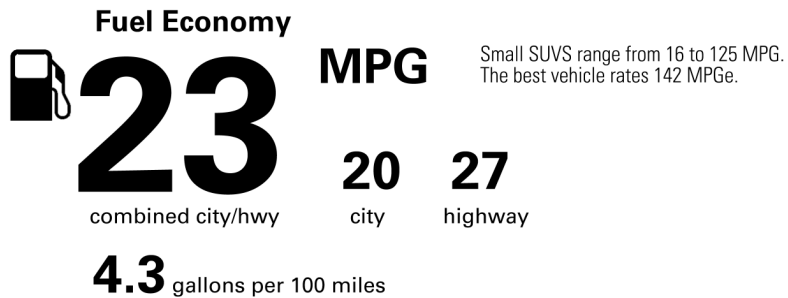 Fuel Economy
23 MPG
Small SUVS range from 16 to 125 MPG.
The best vehicle rates 142 MPGe.
20 27
combined city/hwy city highway
4.3 gallons per 100 miles